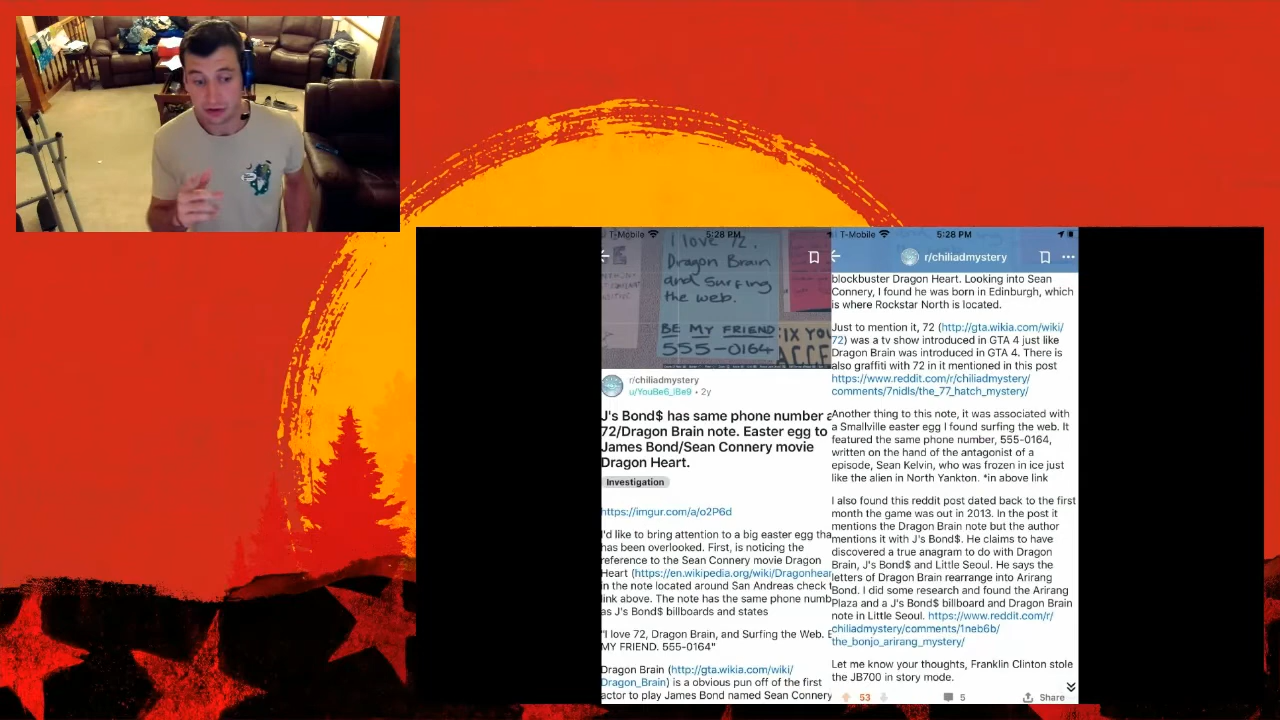 T-Mobile
5:28 PM
I love 72.
Dragon Brain
and Surfing
the web.
BE MY FRIEND
555-0164
FIX YOU
ACCE
r/chiliadmystery
u/YouBe6_lBe9 • 2y
J's Bond$ has same phone number a
72/Dragon Brain note. Easter egg to
James Bond/Sean Connery movie
Dragon Heart.
Investigation
https://imgur.com/a/o2P6d
I'd like to bring attention to a big easter egg tha
has been overlooked. First, is noticing the
reference to the Sean Connery movie Dragon
Heart (https://en.wikipedia.org/wiki/Dragonhear
in the note located around San Andreas check t
link above. The note has the same phone numb
as J's Bond$ billboards and states
"I love 72, Dragon Brain, and Surfing the Web. B
MY FRIEND. 555-0164"
Dragon Brain (http://gta.wikia.com/wiki/
Dragon_Brain) is a obvious pun off of the first
actor to play James Bond named Sean Connery
T-Mobile
5:28 PM
r/chiliadmystery
blockbuster Dragon Heart. Looking into Sean
Connery, I found he was born in Edinburgh, which
is where Rockstar North is located.
Just to mention it, 72 (http://gta.wikia.com/wiki/
72) was a tv show introduced in GTA 4 just like
Dragon Brain was introduced in GTA 4. There is
also graffiti with 72 in it mentioned in this post
https://www.reddit.com/r/chiliadmystery/
comments/7nidls/the_77_hatch_mystery/
Another thing to this note, it was associated with
a Smallville easter egg I found surfing the web. It
featured the same phone number, 555-0164,
written on the hand of the antagonist of a
episode, Sean Kelvin, who was frozen in ice just
like the alien in North Yankton. *in above link
I also found this reddit post dated back to the first
month the game was out in 2013. In the post it
mentions the Dragon Brain note but the author
mentions it with J's Bond$. He claims to have
discovered a true anagram to do with Dragon
Brain, J's Bond$ and Little Seoul. He says the
letters of Dragon Brain rearrange into Arirang
Bond. I did some research and found the Arirang
Plaza and a J's Bond$ billboard and Dragon Brain
note in Little Seoul. https://www.reddit.com/r/
chiliadmystery/comments/1neb6b/
the_bonjo_arirang_mystery/
Let me know your thoughts, Franklin Clinton stole
the JB700 in story mode.
53
5
Share